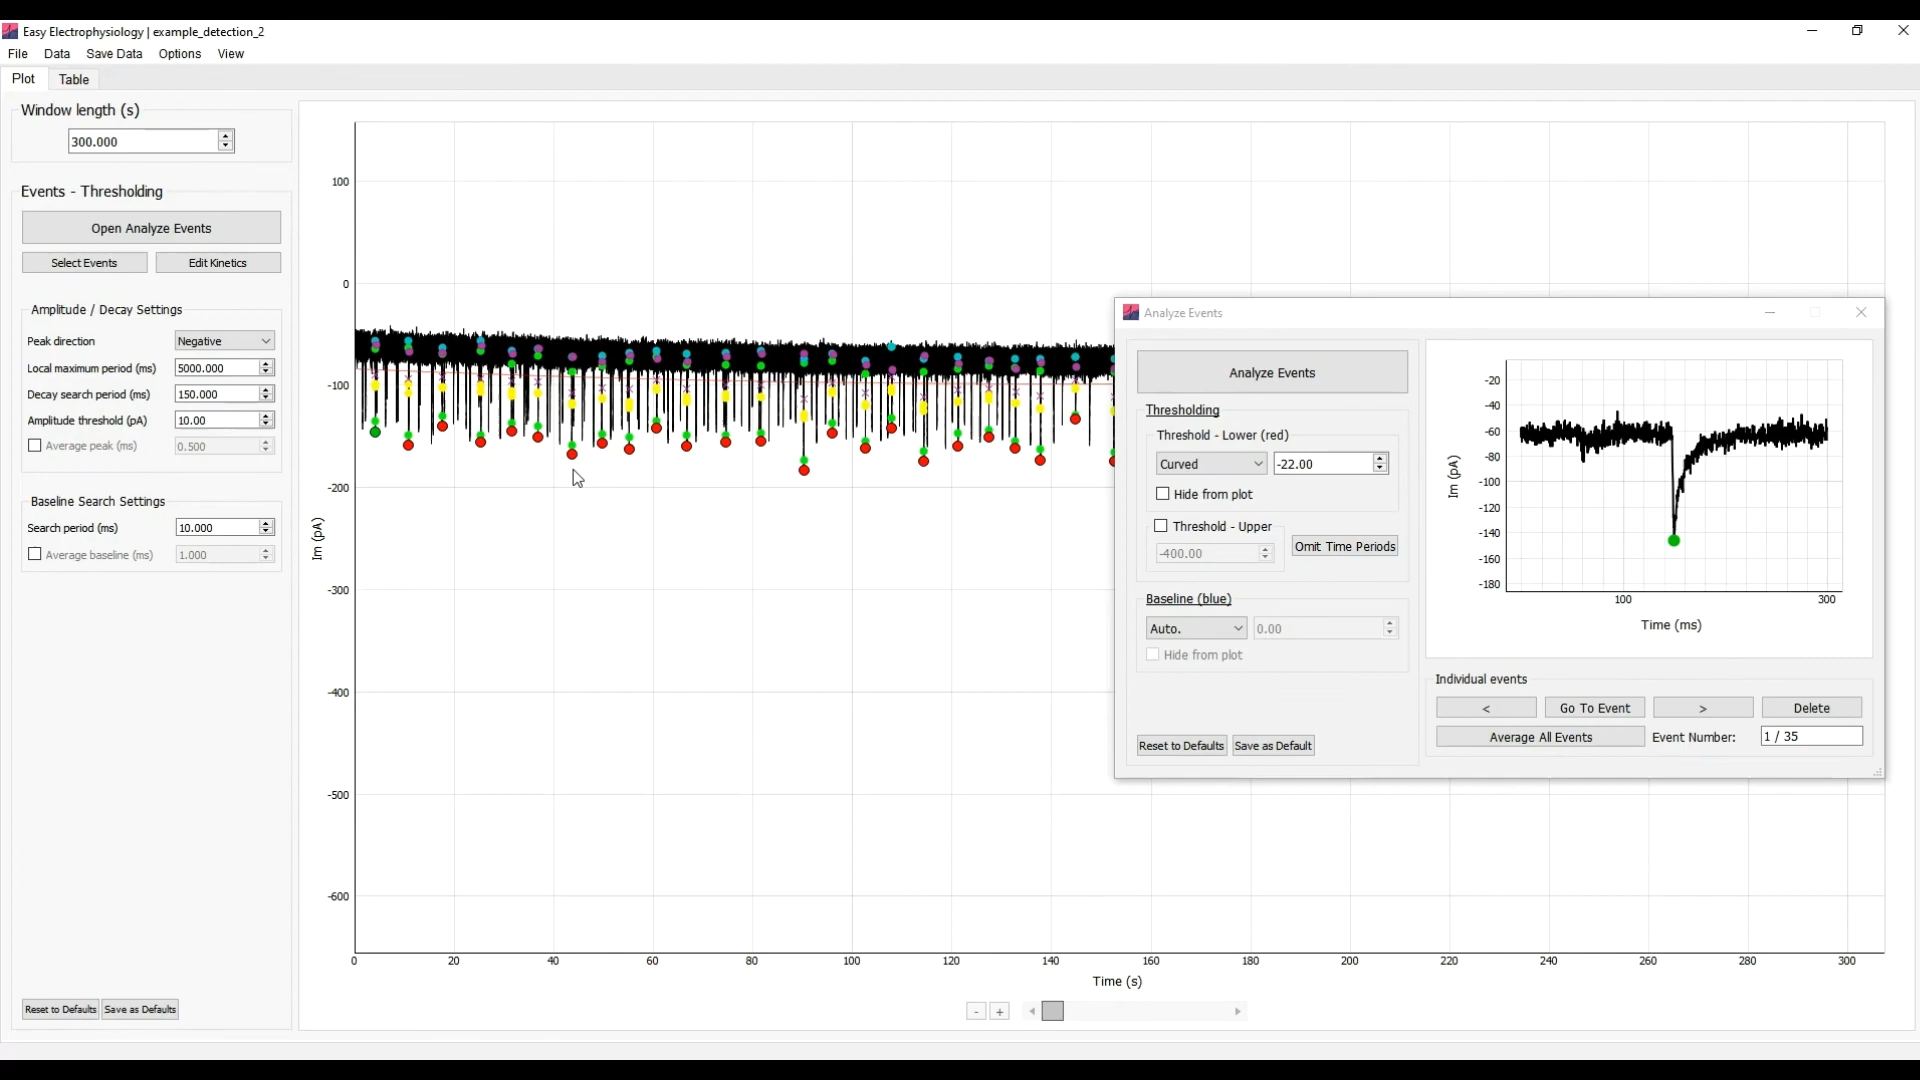 Easy Electrophysiology | example_detection_2
File Data Save Data Options View
Plot Table
Window length (s)
300.000
Events - Thresholding
Open Analyze Events
Select Events Edit Kinetics
Amplitude / Decay Settings
Peak direction Negative
Local maximum period (ms) 5000.000
Decay search period (ms) 150.000
Amplitude threshold (pA) 10.00
Average peak (ms) 0.500
Baseline Search Settings
Search period (ms) 10.000
Average baseline (ms) 1.000
Reset to Defaults Save as Defaults
100
0
-100
-200
-300
-400
-500
-600
Im (pA)
0 20 40 60 80 100 120 140 160 180 200 220 240 260 280 300
Time (s)
- +
Analyze Events
Analyze Events
Thresholding
Threshold - Lower (red)
Curved -22.00
Hide from plot
Threshold - Upper
-400.00 Omit Time Periods
Baseline (blue)
Auto. 0.00
Hide from plot
Reset to Defaults Save as Default
-20
-40
-60
-80
-100
-120
-140
-160
-180
Im (pA)
100 300
Time (ms)
Individual events
< Go To Event > Delete
Average All Events Event Number: 1 / 35